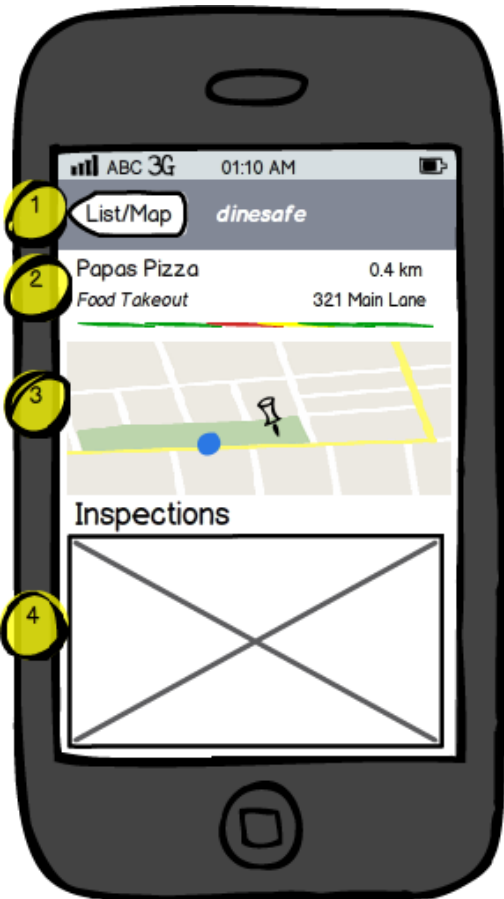 ABC 3G 01:10 AM
1
List/Map dinesafe
2
Papas Pizza 0.4 km
Food Takeout 321 Main Lane
3
Inspections
4